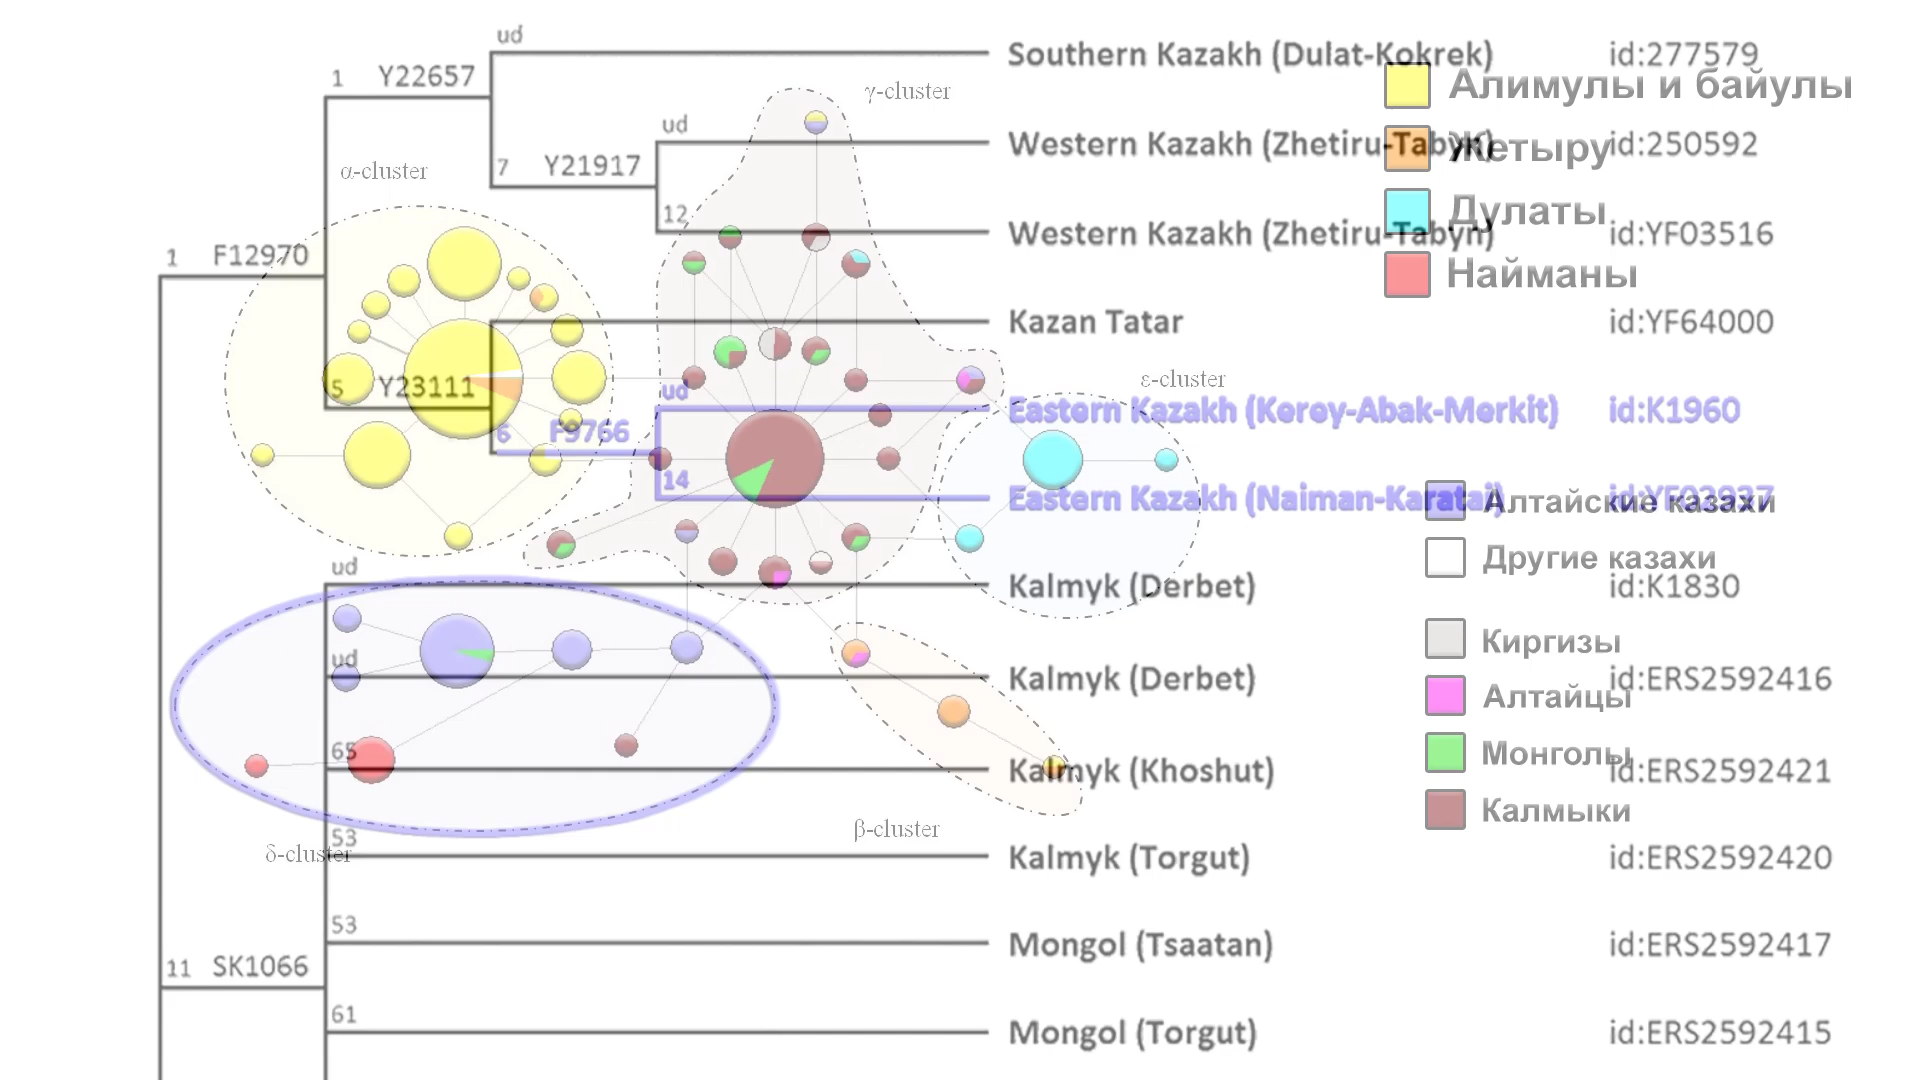 ud
Southern Kazakh (Dulat-Kokrek) id:277579
1 Y22657
Алимулы и байулы
γ-cluster
ud
Western Kazakh (Zhetiru-Tabyn) id:250592
Жетыру
7 Y21917
α-cluster
12
Дулаты
Western Kazakh (Zhetiru-Tabyn) id:YF03516
1 F12970
Найманы
Kazan Tatar id:YF64000
ε-cluster
5 Y23111
ud
Eastern Kazakh (Kerey-Abak-Merkit) id:K1960
6 F9766
14
Eastern Kazakh (Naiman-Karatai)
Алтайские казахи
Другие казахи
ud
Kalmyk (Derbet) id:K1830
Киргизы
ud
Kalmyk (Derbet) id:ERS2592416
Алтайцы
65
Монголы
Kalmyk (Khoshut) id:ERS2592421
Калмыки
β-cluster
53
δ-cluster
Kalmyk (Torgut) id:ERS2592420
53
Mongol (Tsaatan) id:ERS2592417
11 SK1066
61
Mongol (Torgut) id:ERS2592415